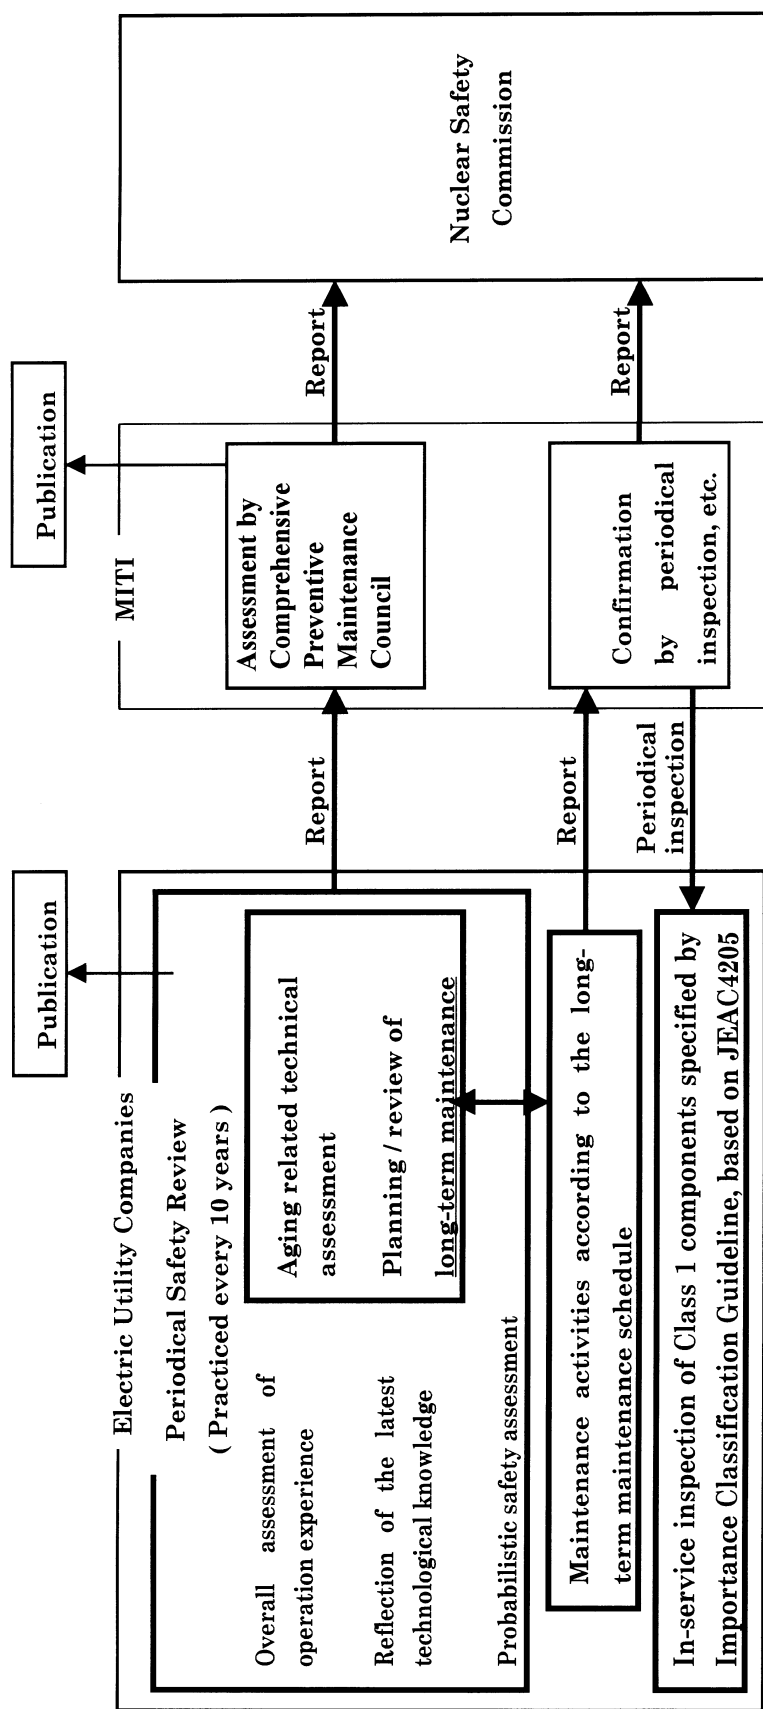 Electric Utility Companies
Publication
Periodical Safety Review
( Practiced every 10 years )
Overall assessment of
operation experience
Reflection of the latest
technological knowledge
Probabilistic safety assessment
Aging related technical
assessment
Planning / review of
long-term maintenance
Maintenance activities according to the long-
term maintenance schedule
In-service inspection of Class 1 components specified by
Importance Classification Guideline, based on JEAC4205
Report
Report
Periodical
inspection
MITI
Publication
Assessment by
Comprehensive
Preventive
Maintenance
Council
Confirmation
by periodical
inspection, etc.
Report
Report
Nuclear Safety
Commission